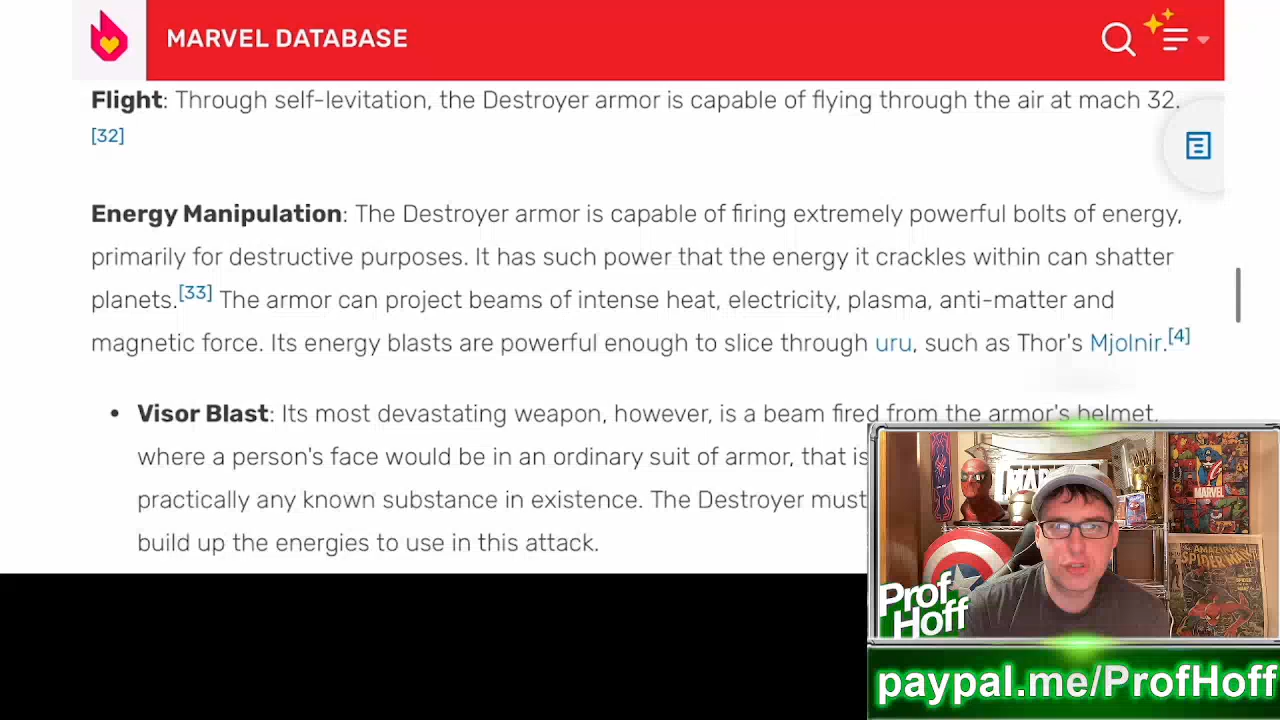 MARVEL DATABASE
Flight: Through self-levitation, the Destroyer armor is capable of flying through the air at mach 32.
[32]
Energy Manipulation: The Destroyer armor is capable of firing extremely powerful bolts of energy,
primarily for destructive purposes. It has such power that the energy it crackles within can shatter
planets.[33] The armor can project beams of intense heat, electricity, plasma, anti-matter and
magnetic force. Its energy blasts are powerful enough to slice through uru, such as Thor's Mjolnir.[4]
• Visor Blast: Its most devastating weapon, however, is a beam fired from the armor's helmet,
where a person's face would be in an ordinary suit of armor, that is
practically any known substance in existence. The Destroyer must
build up the energies to use in this attack.
MARVEL
AMAZING
SPIDER-MAN
Prof
Hoff
paypal.me/ProfHoff